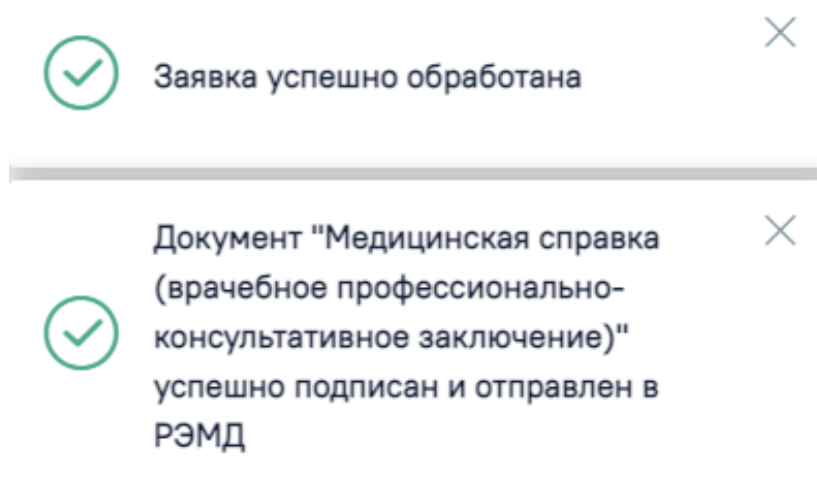 Заявка успешно обработана
Документ "Медицинская справка
(врачебное профессионально-
консультативное заключение)"
успешно подписан и отправлен в
РЭМД